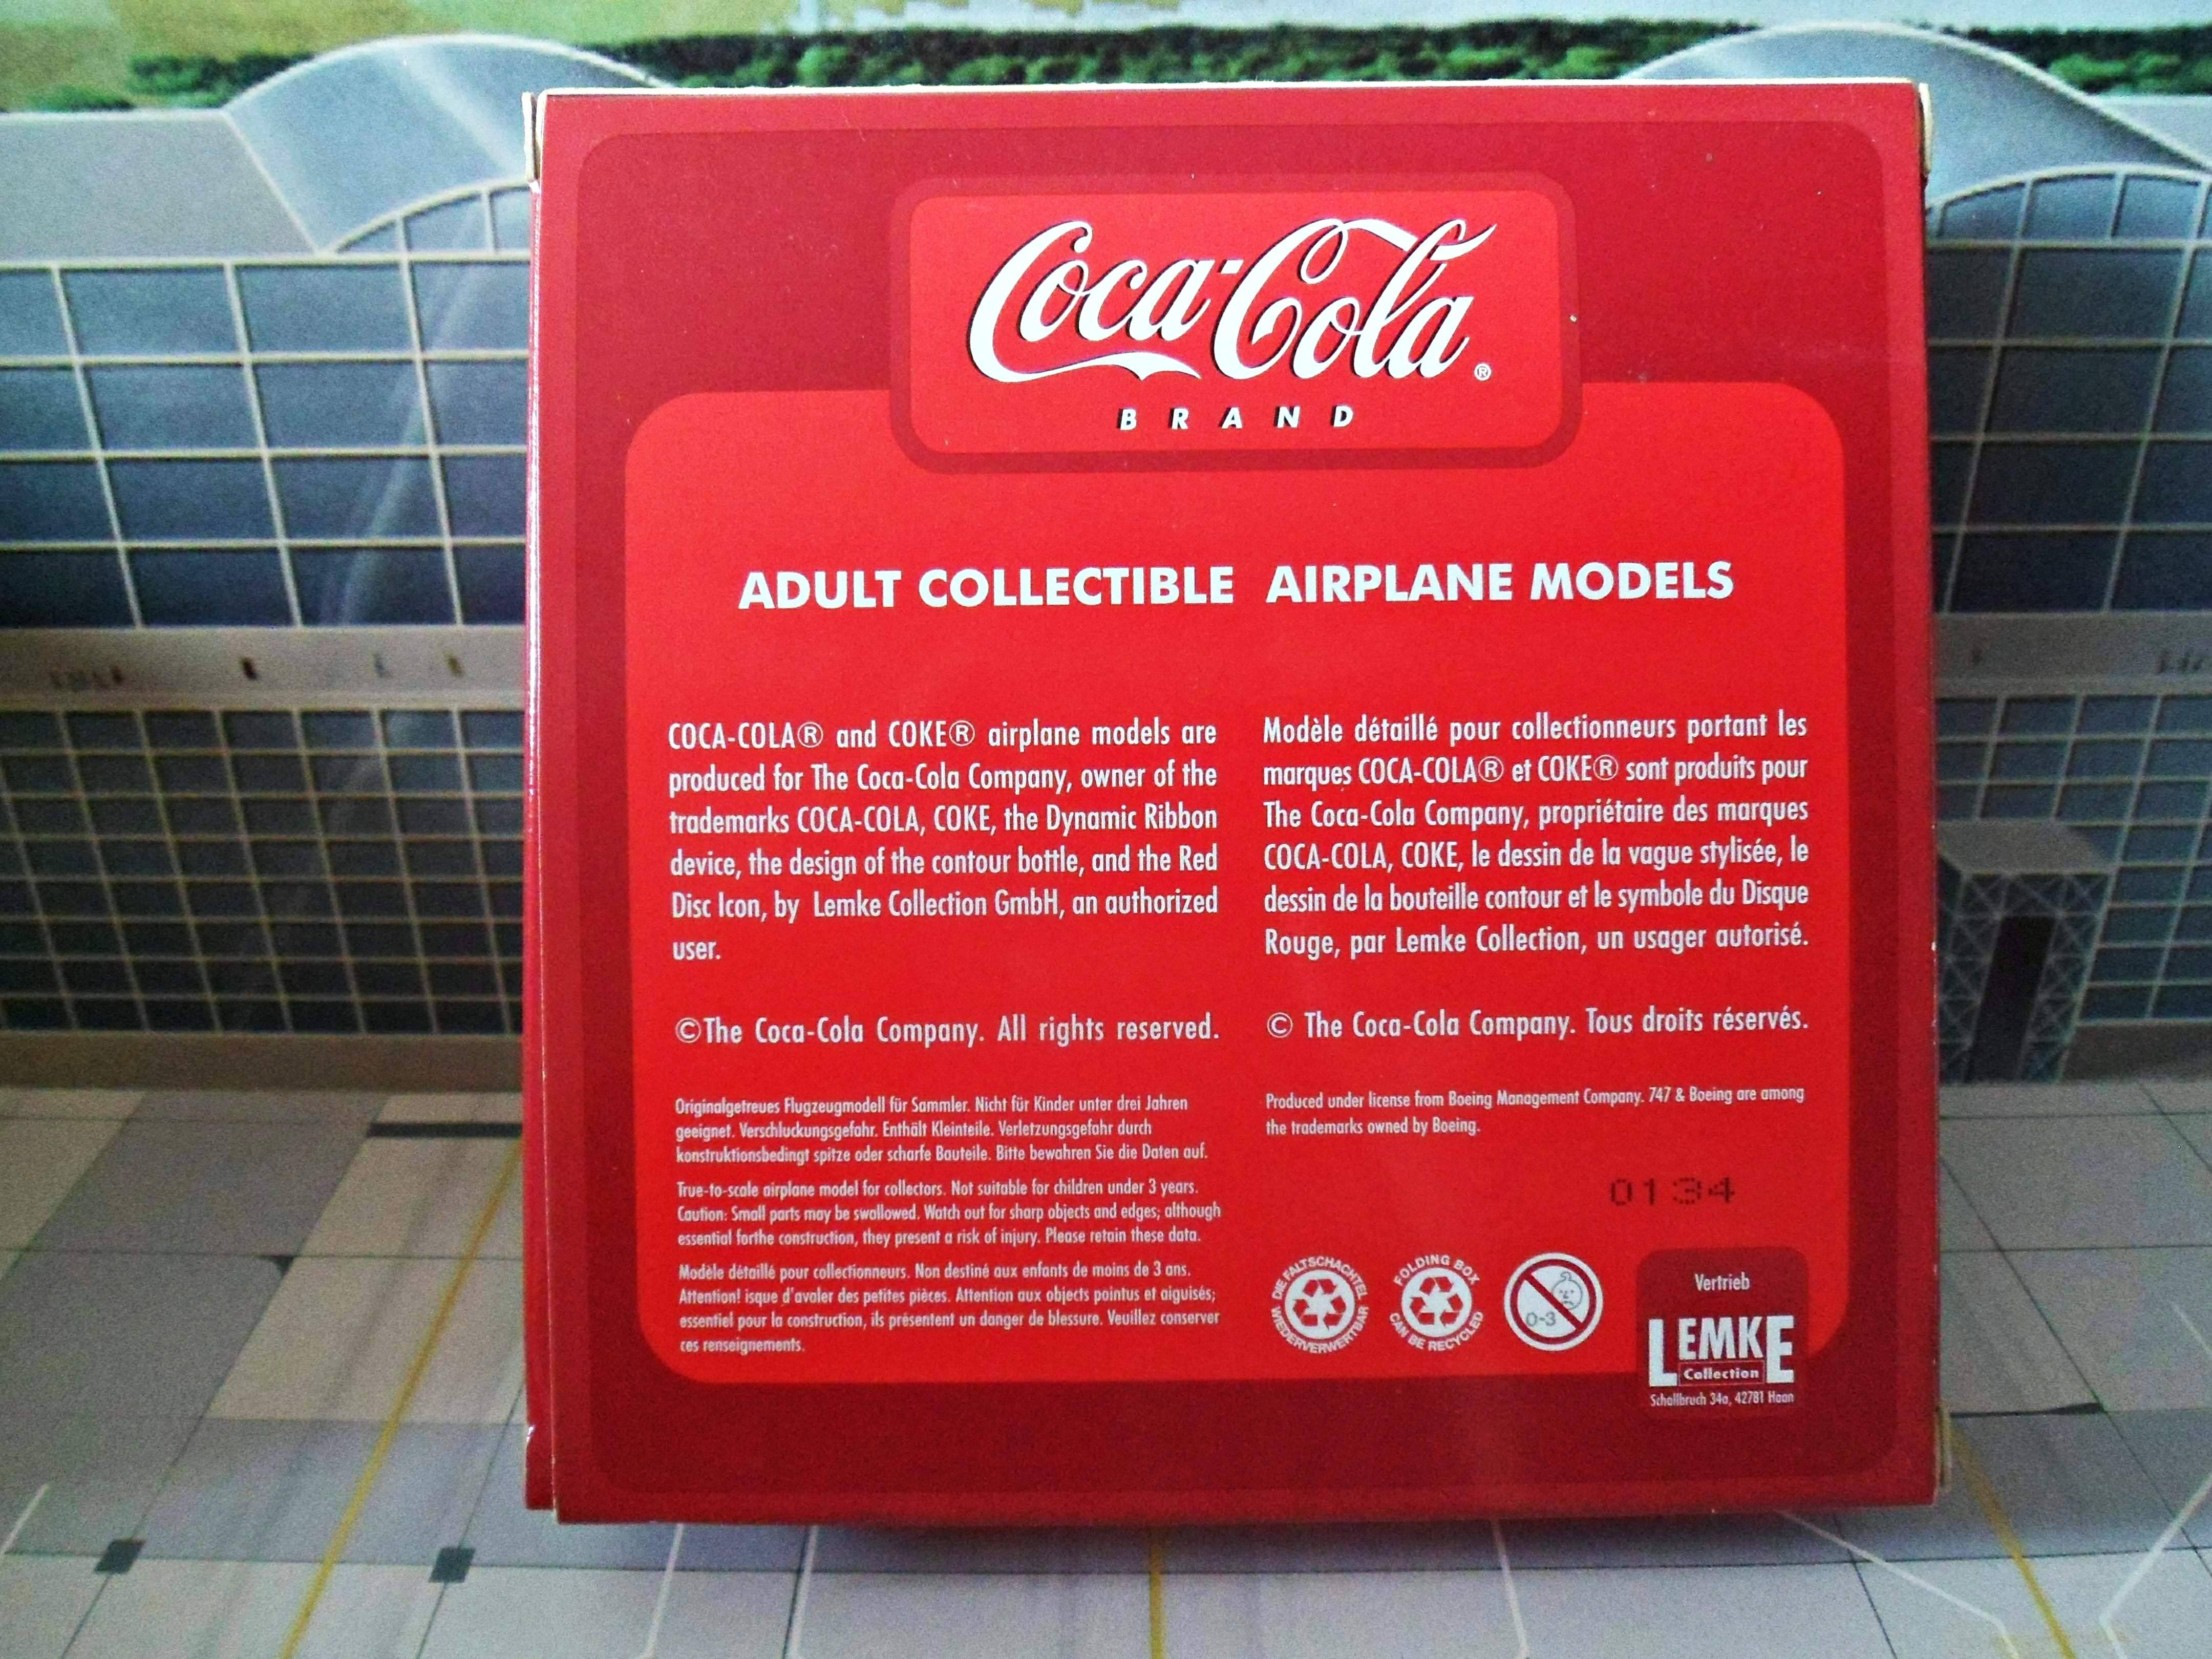 Coca-Cola®
BRAND
ADULT COLLECTIBLE AIRPLANE MODELS
COCA-COLA® and COKE® airplane models are
produced for The Coca-Cola Company, owner of the
trademarks COCA-COLA, COKE, the Dynamic Ribbon
device, the design of the contour bottle, and the Red
Disc Icon, by Lemke Collection GmbH, an authorized
user.
©The Coca-Cola Company. All rights reserved.
Originalgetreues Flugzeugmodell für Sammler. Nicht für Kinder unter drei Jahren
geeignet. Verschluckungsgefahr. Enthält Kleinteile. Verletzungsgefahr durch
konstruktionsbedingt spitze oder scharfe Bauteile. Bitte bewahren Sie die Daten auf.
True-to-scale airplane model for collectors. Not suitable for children under 3 years.
Caution: Small parts may be swallowed. Watch out for sharp objects and edges; although
essential forthe construction, they present a risk of injury. Please retain these data.
Modèle détaillé pour collectionneurs. Non destiné aux enfants de moins de 3 ans.
Attention! isque d'avaler des petites pièces. Attention aux objects pointus et aiguisés;
essentiel pour la construction, ils présentent un danger de blessure. Veuillez conserver
ces renseignements.
Modèle détaillé pour collectionneurs portant les
marques COCA-COLA® et COKE® sont produits pour
The Coca-Cola Company, propriétaire des marques
COCA-COLA, COKE, le dessin de la vague stylisée, le
dessin de la bouteille contour et le symbole du Disque
Rouge, par Lemke Collection, un usager autorisé.
© The Coca-Cola Company. Tous droits réservés.
Produced under license from Boeing Management Company. 747 & Boeing are among
the trademarks owned by Boeing.
0134
DIE FALTSCHACHTEL WIEDERVERWERTBAR
FOLDING BOX CAN BE RECYCLED
0-3
Vertrieb
LEMKE
Collection
Schallbruch 34a, 42781 Haan